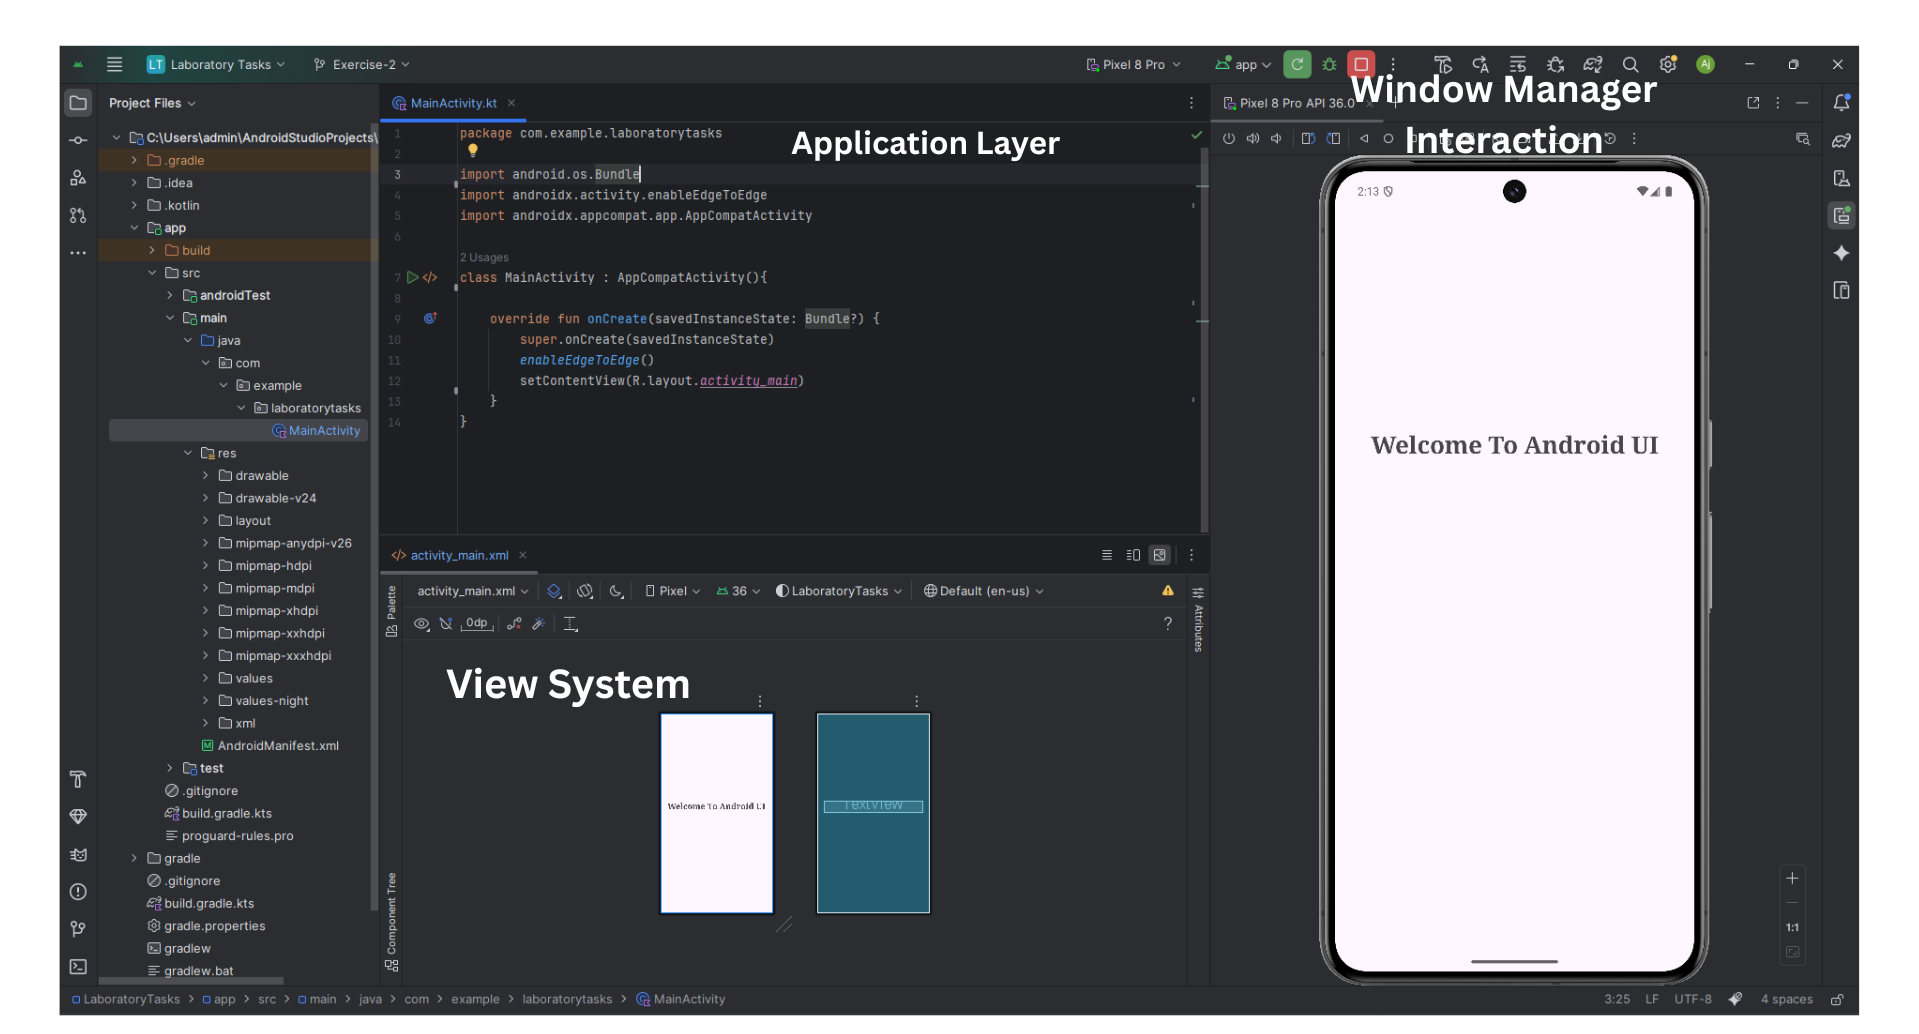 LT Laboratory Tasks
Exercise-2
Pixel 8 Pro
app
Aj
Project Files
MainActivity.kt
Pixel 8 Pro API 36.0
Window Manager
Interaction
Application Layer
C:\Users\admin\AndroidStudioProjects\
.gradle
.idea
.kotlin
app
build
src
androidTest
main
java
com
example
laboratorytasks
MainActivity
res
drawable
drawable-v24
layout
mipmap-anydpi-v26
mipmap-hdpi
mipmap-mdpi
mipmap-xhdpi
mipmap-xxhdpi
mipmap-xxxhdpi
values
values-night
xml
AndroidManifest.xml
test
.gitignore
build.gradle.kts
proguard-rules.pro
gradle
.gitignore
build.gradle.kts
gradle.properties
gradlew
gradlew.bat
1 package com.example.laboratorytasks
2
3 import android.os.Bundle
4 import androidx.activity.enableEdgeToEdge
5 import androidx.appcompat.app.AppCompatActivity
6
2 Usages
7 class MainActivity : AppCompatActivity(){
8
9 override fun onCreate(savedInstanceState: Bundle?) {
10 super.onCreate(savedInstanceState)
11 enableEdgeToEdge()
12 setContentView(R.layout.activity_main)
13 }
14 }
activity_main.xml
Palette
activity_main.xml
Pixel
36
LaboratoryTasks
Default (en-us)
0dp
?
Attributes
View System
Welcome To Android UI
TextView
Component Tree
2:13
Welcome To Android UI
1:1
LaboratoryTasks > app > src > main > java > com > example > laboratorytasks > MainActivity
3:25 LF UTF-8 4 spaces